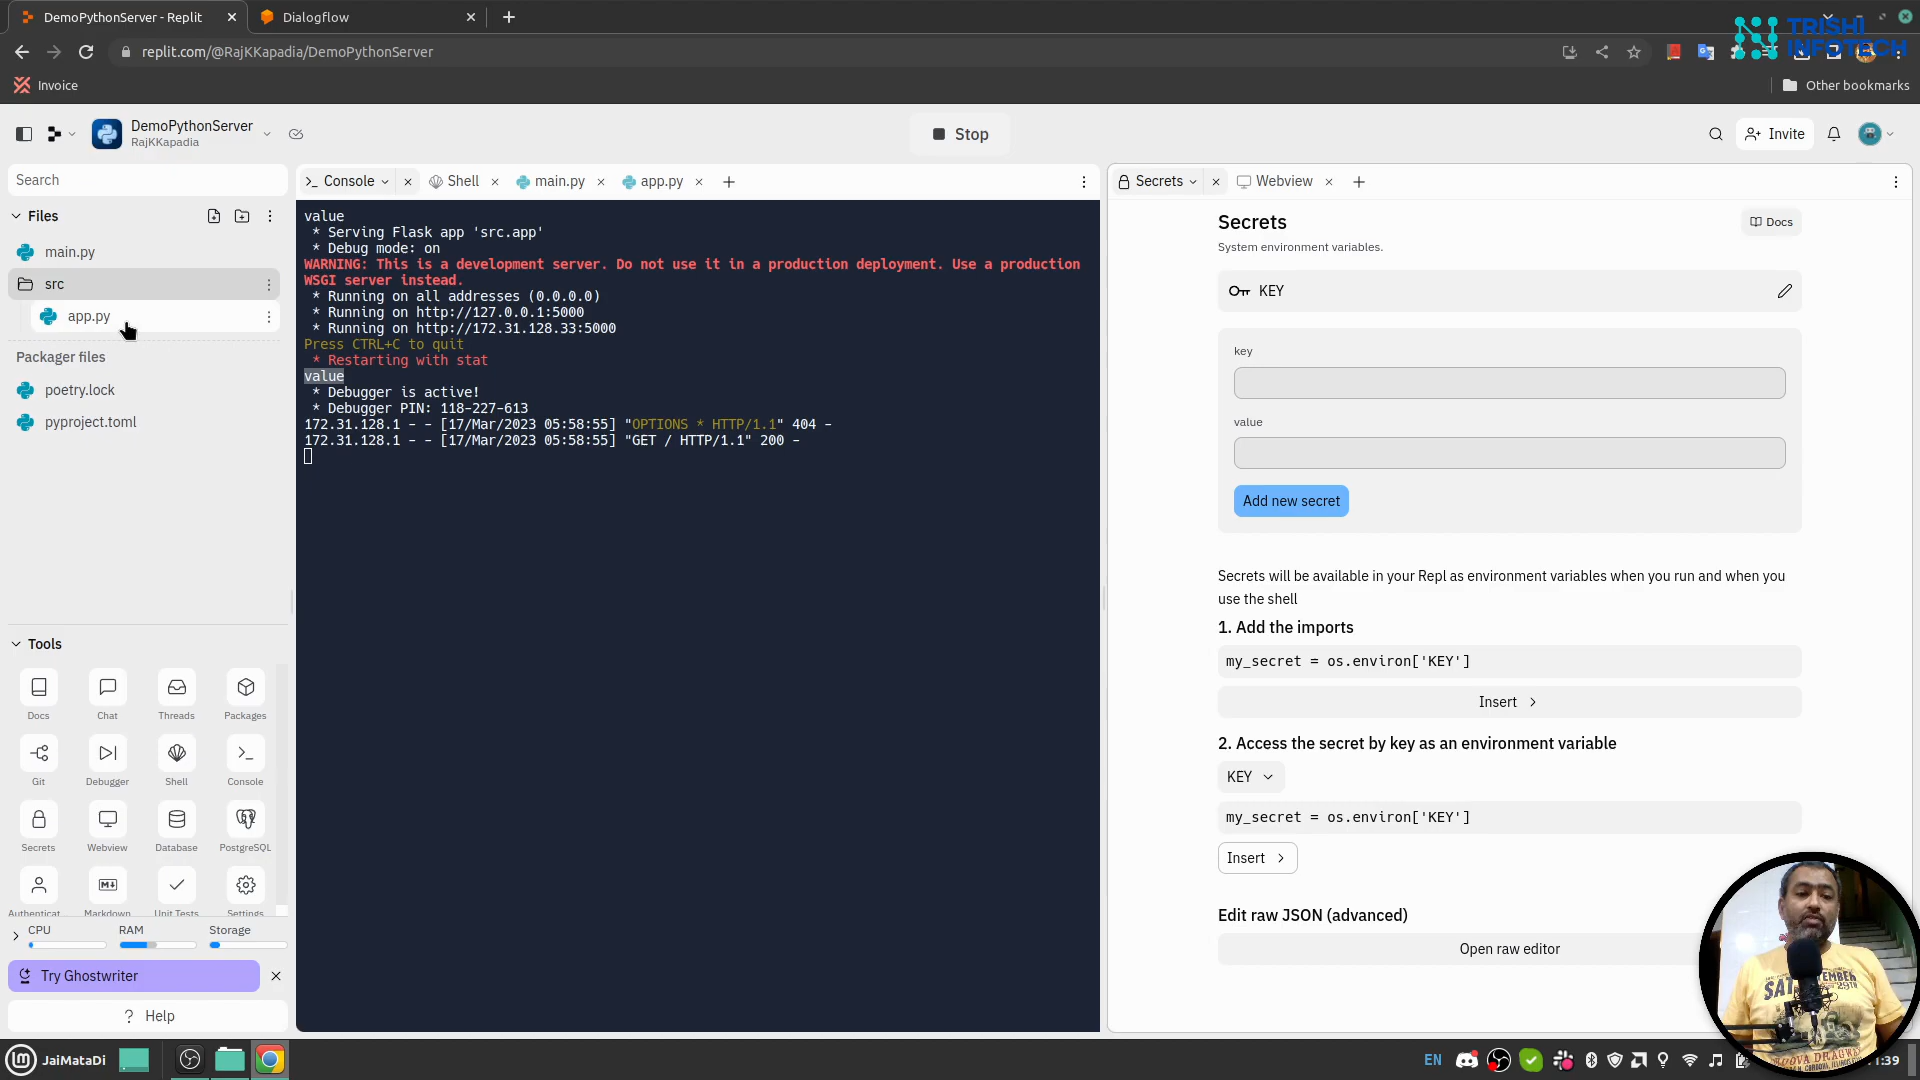 DemoPythonServer - Replit
Dialogflow
replit.com/@RajKKapadia/DemoPythonServer
TRISHI
INFOTECH
Invoice
Other bookmarks
DemoPythonServer
RajKKapadia
Stop
Invite
Search
Files
main.py
src
app.py
Packager files
poetry.lock
pyproject.toml
Tools
Docs
Chat
Threads
Packages
Git
Debugger
Shell
Console
Secrets
Webview
Database
PostgreSQL
Authenticat..
Markdown
Unit Tests
Settings
CPU
RAM
Storage
Try Ghostwriter
? Help
Console
Shell
main.py
app.py
value
* Serving Flask app 'src.app'
* Debug mode: on
WARNING: This is a development server. Do not use it in a production deployment. Use a production
WSGI server instead.
* Running on all addresses (0.0.0.0)
* Running on http://127.0.0.1:5000
* Running on http://172.31.128.33:5000
Press CTRL+C to quit
* Restarting with stat
value
* Debugger is active!
* Debugger PIN: 118-227-613
172.31.128.1 - - [17/Mar/2023 05:58:55] "OPTIONS * HTTP/1.1" 404 -
172.31.128.1 - - [17/Mar/2023 05:58:55] "GET / HTTP/1.1" 200 -
Secrets
Webview
Secrets
Docs
System environment variables.
KEY
key
value
Add new secret
Secrets will be available in your Repl as environment variables when you run and when you
use the shell
1. Add the imports
my_secret = os.environ['KEY']
Insert
2. Access the secret by key as an environment variable
KEY
my_secret = os.environ['KEY']
Insert
Edit raw JSON (advanced)
Open raw editor
JaiMataDi
EN
:39